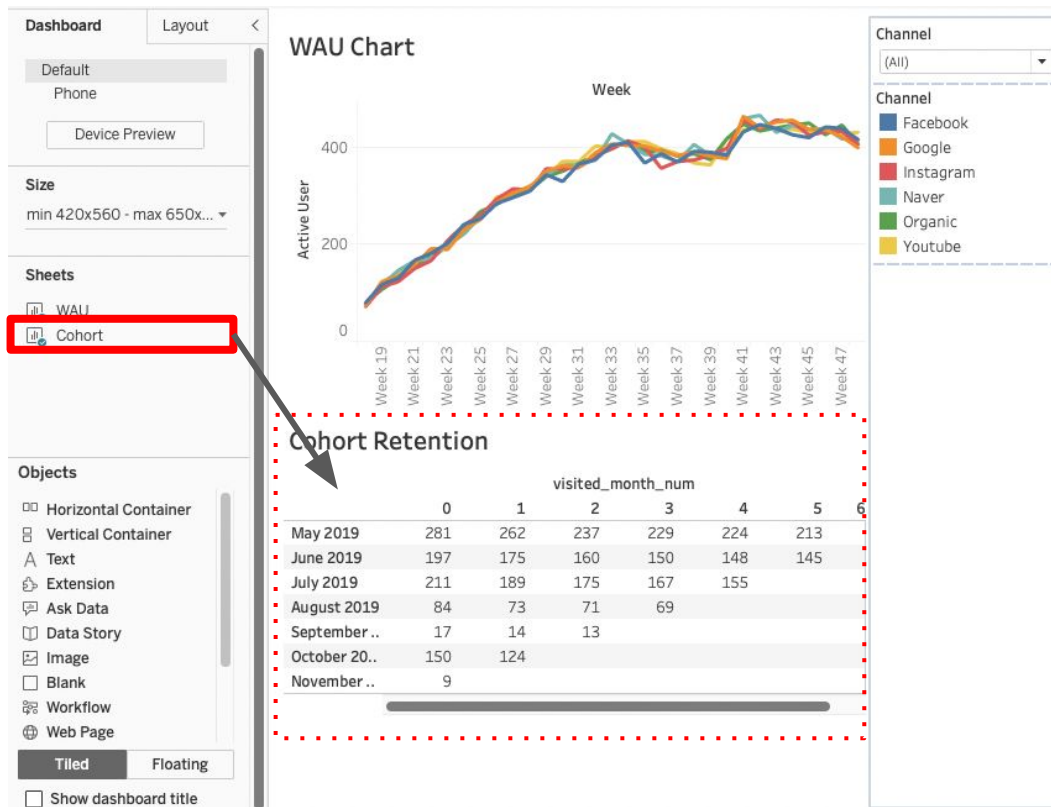 Dashboard
Layout
<
Default
Phone
Device Preview
Size
min 420x560 - max 650x...
Sheets
WAU
Cohort
Objects
Horizontal Container
Vertical Container
Text
Extension
Ask Data
Data Story
Image
Blank
Workflow
Web Page
Tiled
Floating
Show dashboard title
WAU Chart
Week
Active User
400
200
0
Week 19
Week 21
Week 23
Week 25
Week 27
Week 29
Week 31
Week 33
Week 35
Week 37
Week 39
Week 41
Week 43
Week 45
Week 47
Cohort Retention
visited_month_num
0 1 2 3 4 5 6
May 2019 281 262 237 229 224 213
June 2019 197 175 160 150 148 145
July 2019 211 189 175 167 155
August 2019 84 73 71 69
September .. 17 14 13
October 20.. 150 124
November .. 9
Channel
(All)
Channel
Facebook
Google
Instagram
Naver
Organic
Youtube